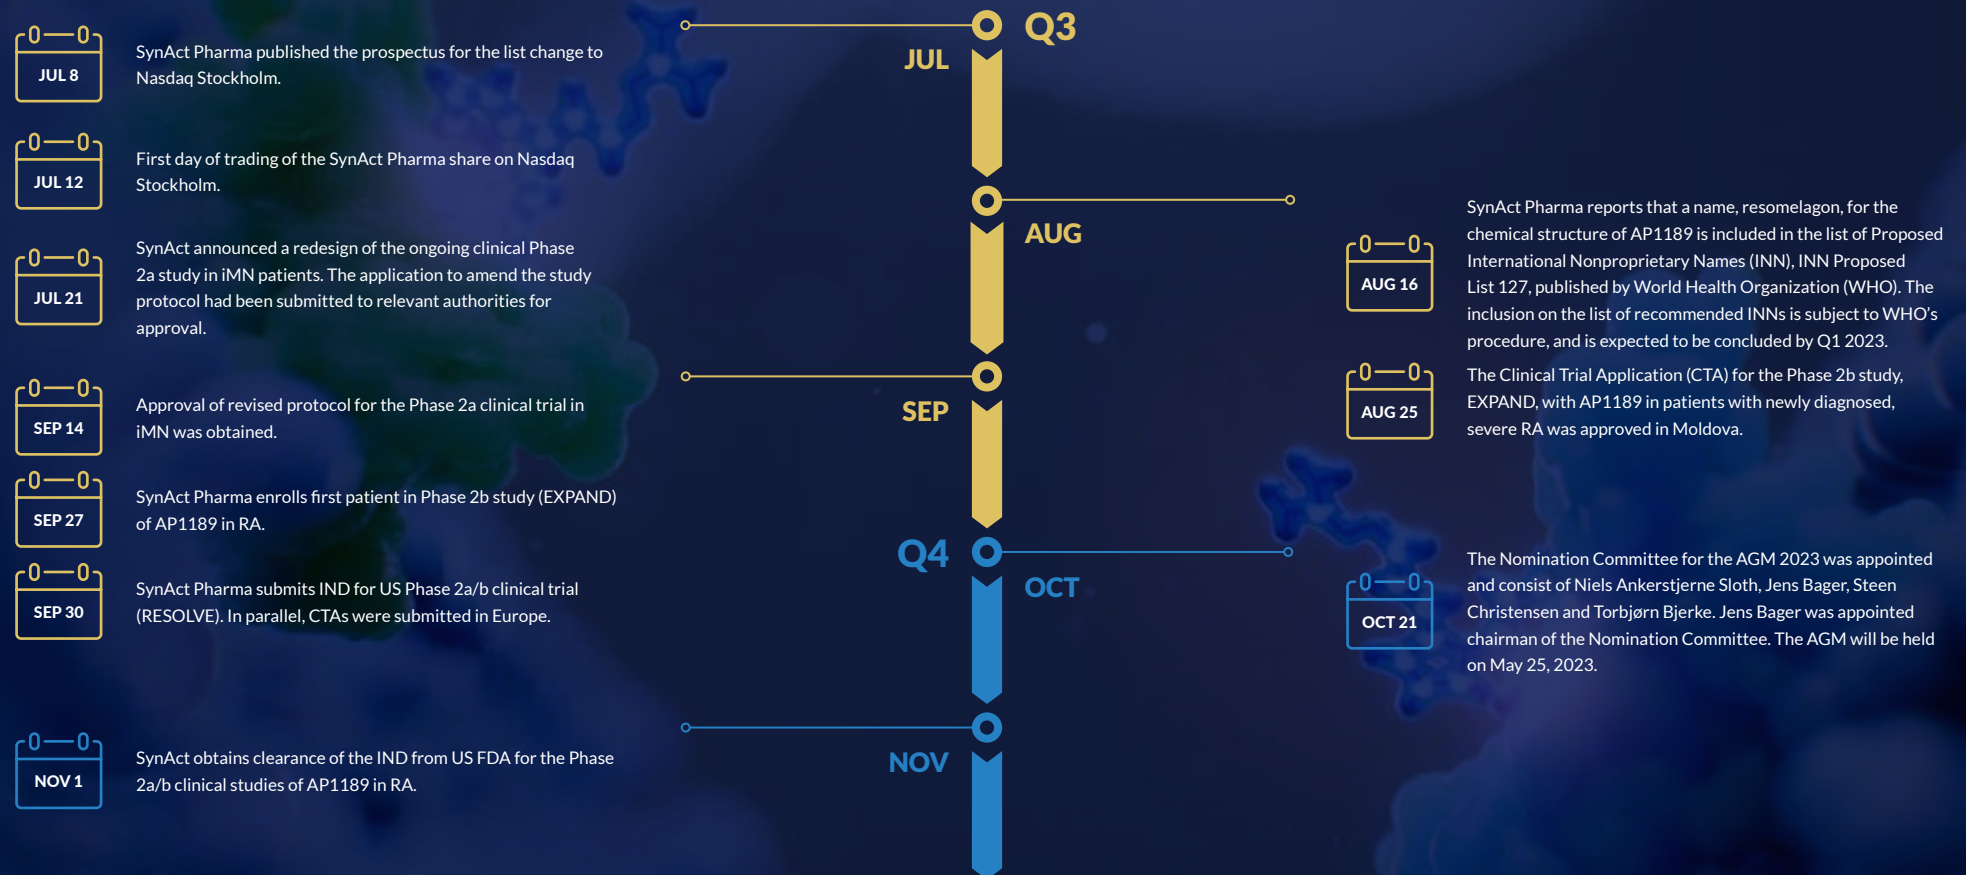 Q3
JUL
JUL 8
SynAct Pharma published the prospectus for the list change to
Nasdaq Stockholm.
JUL 12
First day of trading of the SynAct Pharma share on Nasdaq
Stockholm.
JUL 21
SynAct announced a redesign of the ongoing clinical Phase
2a study in iMN patients. The application to amend the study
protocol had been submitted to relevant authorities for
approval.
AUG
AUG 16
SynAct Pharma reports that a name, resomelagon, for the
chemical structure of AP1189 is included in the list of Proposed
International Nonproprietary Names (INN), INN Proposed
List 127, published by World Health Organization (WHO). The
inclusion on the list of recommended INNs is subject to WHO’s
procedure, and is expected to be concluded by Q1 2023.
AUG 25
The Clinical Trial Application (CTA) for the Phase 2b study,
EXPAND, with AP1189 in patients with newly diagnosed,
severe RA was approved in Moldova.
SEP
SEP 14
Approval of revised protocol for the Phase 2a clinical trial in
iMN was obtained.
SEP 27
SynAct Pharma enrolls first patient in Phase 2b study (EXPAND)
of AP1189 in RA.
SEP 30
SynAct Pharma submits IND for US Phase 2a/b clinical trial
(RESOLVE). In parallel, CTAs were submitted in Europe.
Q4
OCT
OCT 21
The Nomination Committee for the AGM 2023 was appointed
and consist of Niels Ankerstjerne Sloth, Jens Bager, Steen
Christensen and Torbjørn Bjerke. Jens Bager was appointed
chairman of the Nomination Committee. The AGM will be held
on May 25, 2023.
NOV
NOV 1
SynAct obtains clearance of the IND from US FDA for the Phase
2a/b clinical studies of AP1189 in RA.